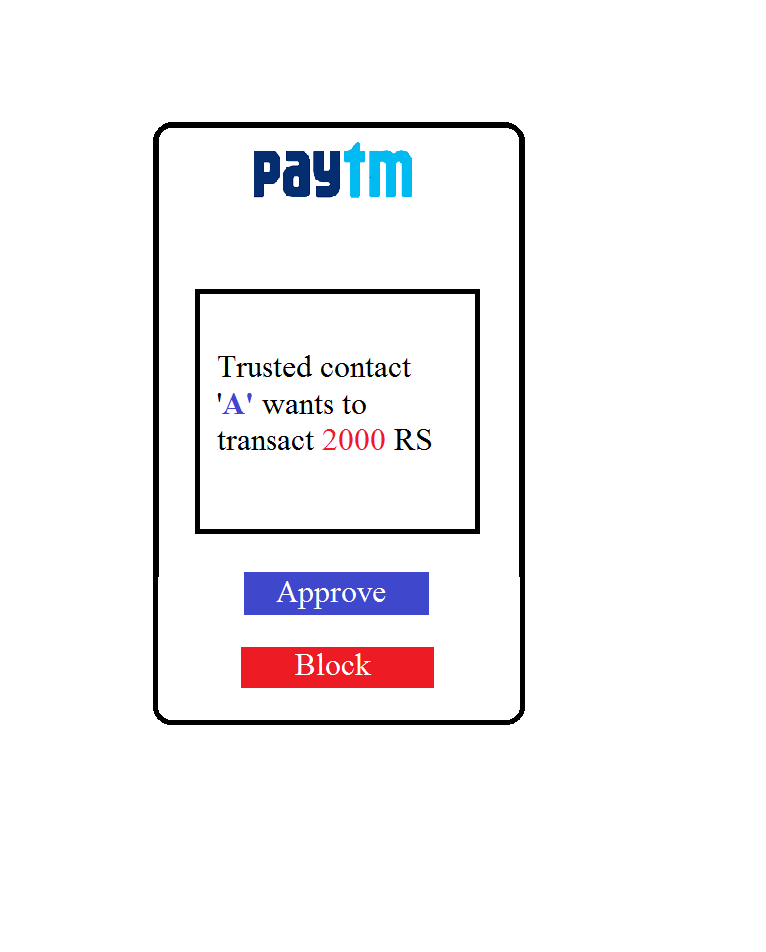 paytm
Trusted contact
'A' wants to
transact 2000 RS
Approve
Block